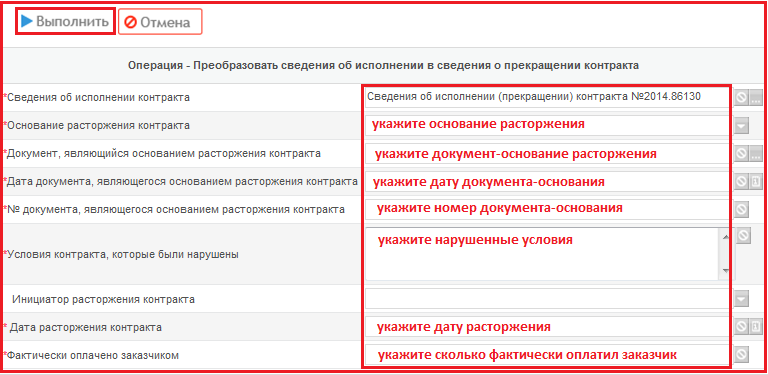 Выполнить Отмена
Операция - Преобразовать сведения об исполнении в сведения о прекращении контракта
*Сведения об исполнении контракта Сведения об исполнении (прекращении) контракта №2014.86130 ...
*Основание расторжения контракта укажите основание расторжения
*Документ, являющийся основанием расторжения контракта укажите документ-основание расторжения ...
*Дата документа, являющегося основанием расторжения контракта укажите дату документа-основания 1
*№ документа, являющегося основанием расторжения контракта укажите номер документа-основания
*Условия контракта, которые были нарушены укажите нарушенные условия
Инициатор расторжения контракта
* Дата расторжения контракта укажите дату расторжения 1
*Фактически оплачено заказчиком укажите сколько фактически оплатил заказчик